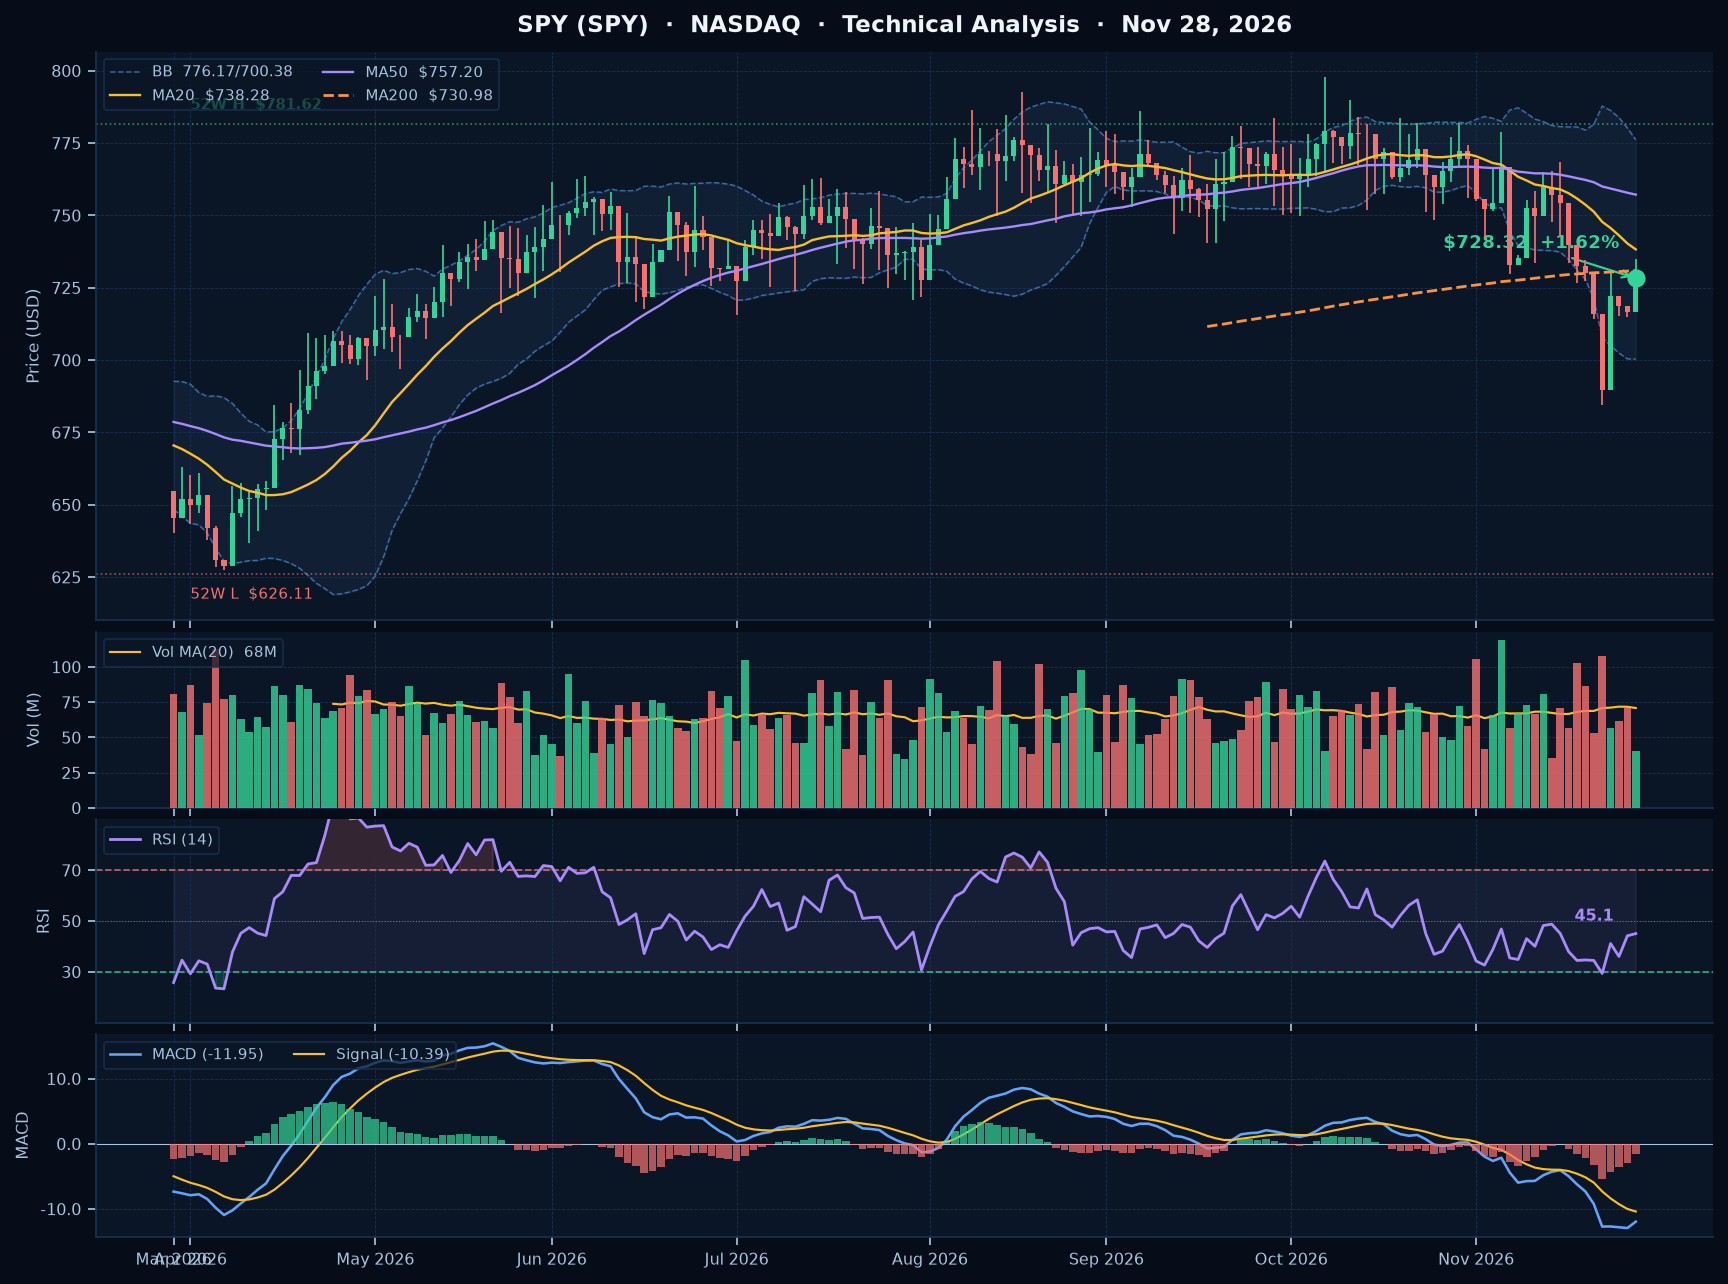 SPY (SPY)  ·  NASDAQ  ·  Technical Analysis  ·  Nov 28, 2026
BB  776.17/700.38
MA50  $757.20
MA20  $738.28
MA200  $730.98
52W H  $781.62
$728.32  +1.62%
52W L  $626.11
Price (USD)
800
775
750
725
700
675
650
625
Vol MA(20)  68M
Vol (M)
100
75
50
25
0
RSI (14)
RSI
70
50
30
45.1
MACD (-11.95)
Signal (-10.39)
MACD
10.0
0.0
-10.0
Mar 2026
Apr 2026
May 2026
Jun 2026
Jul 2026
Aug 2026
Sep 2026
Oct 2026
Nov 2026